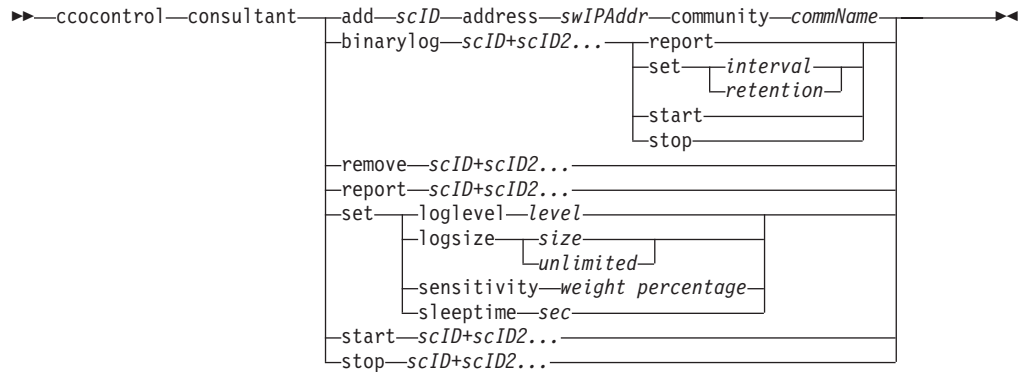 ccocontrol consultant add scID address swIPAddr community commName
binarylog scID+scID2... report
set interval
retention
start
stop
remove scID+scID2...
report scID+scID2...
set loglevel level
logsize size
unlimited
sensitivity weight percentage
sleeptime sec
start scID+scID2...
stop scID+scID2...